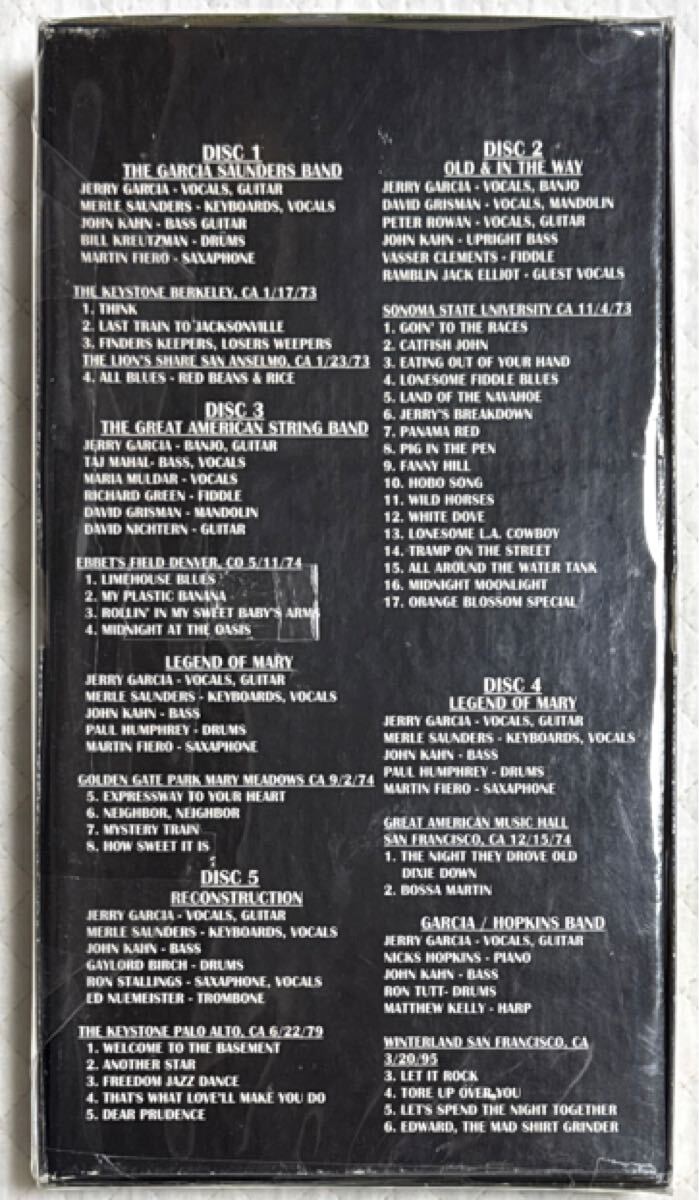 DISC 1
THE GARCIA SAUNDERS BAND
JERRY GARCIA - VOCALS, GUITAR
MERLE SAUNDERS - KEYBOARDS, VOCALS
JOHN KAHN - BASS GUITAR
BILL KREUTZMAN - DRUMS
MARTIN FIERO - SAXAPHONE
THE KEYSTONE BERKELEY, CA 1/17/73
1. THINK
2. LAST TRAIN TO JACKSONVILLE
3. FINDERS KEEPERS, LOSERS WEEPERS
THE LION'S SHARE SAN ANSELMO, CA 1/23/73
4. ALL BLUES - RED BEANS & RICE
DISC 2
OLD & IN THE WAY
JERRY GARCIA - VOCALS, BANJO
DAVID GRISMAN - VOCALS, MANDOLIN
PETER ROWAN - VOCALS, GUITAR
JOHN KAHN - UPRIGHT BASS
VASSER CLEMENTS - FIDDLE
RAMBLIN JACK ELLIOT - GUEST VOCALS
SONOMA STATE UNIVERSITY CA 11/4/73
1. GOIN' TO THE RACES
2. CATFISH JOHN
3. EATING OUT OF YOUR HAND
4. LONESOME FIDDLE BLUES
5. LAND OF THE NAVAHOE
6. JERRY'S BREAKDOWN
7. PANAMA RED
8. PIG IN THE PEN
9. FANNY HILL
10. HOBO SONG
11. WILD HORSES
12. WHITE DOVE
13. LONESOME L.A. COWBOY
14. TRAMP ON THE STREET
15. ALL AROUND THE WATER TANK
16. MIDNIGHT MOONLIGHT
17. ORANGE BLOSSOM SPECIAL
DISC 3
THE GREAT AMERICAN STRING BAND
JERRY GARCIA - BANJO, GUITAR
TAJ MAHAL- BASS, VOCALS
MARIA MULDAR - VOCALS
RICHARD GREEN - FIDDLE
DAVID GRISMAN - MANDOLIN
DAVID NICHTERN - GUITAR
EBBET'S FIELD DENVER, CO 5/11/74
1. LIMEHOUSE BLUES
2. MY PLASTIC BANANA
3. ROLLIN' IN MY SWEET BABY'S ARMS
4. MIDNIGHT AT THE OASIS
LEGEND OF MARY
JERRY GARCIA - VOCALS, GUITAR
MERLE SAUNDERS - KEYBOARDS, VOCALS
JOHN KAHN - BASS
PAUL HUMPHREY - DRUMS
MARTIN FIERO - SAXAPHONE
GOLDEN GATE PARK MARY MEADOWS CA 9/2/74
5. EXPRESSWAY TO YOUR HEART
6. NEIGHBOR, NEIGHBOR
7. MYSTERY TRAIN
8. HOW SWEET IT IS
DISC 4
LEGEND OF MARY
JERRY GARCIA - VOCALS, GUITAR
MERLE SAUNDERS - KEYBOARDS, VOCALS
JOHN KAHN - BASS
PAUL HUMPHREY - DRUMS
MARTIN FIERO - SAXAPHONE
GREAT AMERICAN MUSIC HALL
SAN FRANCISCO, CA 12/15/74
1. THE NIGHT THEY DROVE OLD
DIXIE DOWN
2. BOSSA MARTIN
GARCIA / HOPKINS BAND
JERRY GARCIA - VOCALS, GUITAR
NICKS HOPKINS - PIANO
JOHN KAHN - BASS
RON TUTT- DRUMS
MATTHEW KELLY - HARP
WINTERLAND SAN FRANCISCO, CA
3/20/95
3. LET IT ROCK
4. TORE UP OVER YOU
5. LET'S SPEND THE NIGHT TOGETHER
6. EDWARD, THE MAD SHIRT GRINDER
DISC 5
RECONSTRUCTION
JERRY GARCIA - VOCALS, GUITAR
MERLE SAUNDERS - KEYBOARDS, VOCALS
JOHN KAHN - BASS
GAYLORD BIRCH - DRUMS
RON STALLINGS - SAXAPHONE, VOCALS
ED NUEMEISTER - TROMBONE
THE KEYSTONE PALO ALTO, CA 6/22/79
1. WELCOME TO THE BASEMENT
2. ANOTHER STAR
3. FREEDOM JAZZ DANCE
4. THAT'S WHAT LOVE'LL MAKE YOU DO
5. DEAR PRUDENCE